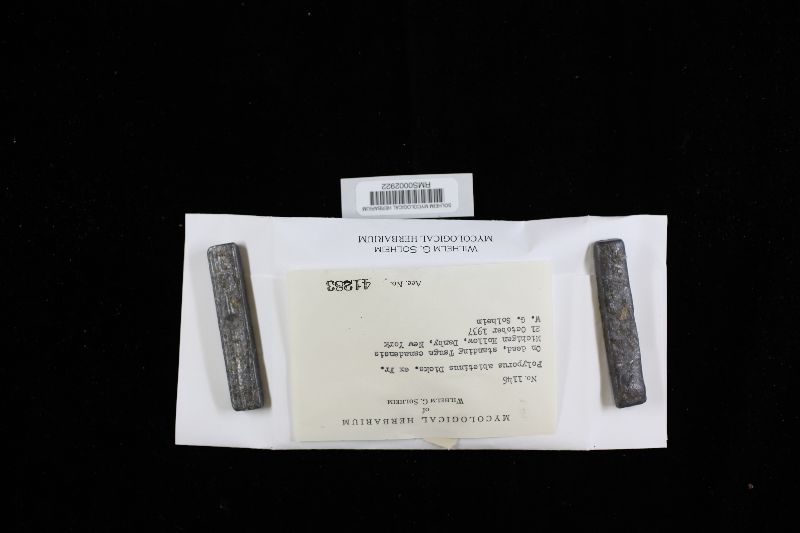 MYCOLOGICAL HERBARIUM
of
WILHELM G. SOLHEIM
No. 1146
Polyporus abietinus Dicks. ex Fr.
On dead, standing Tsuga canadensis
Michigan Hollow, Danby, New York
21 October 1937
W. G. Solheim
Acc. No. 41283
WILHELM G. SOLHEIM
MYCOLOGICAL HERBARIUM
SOLHEIM MYCOLOGICAL HERBARIUM
RMS0002922